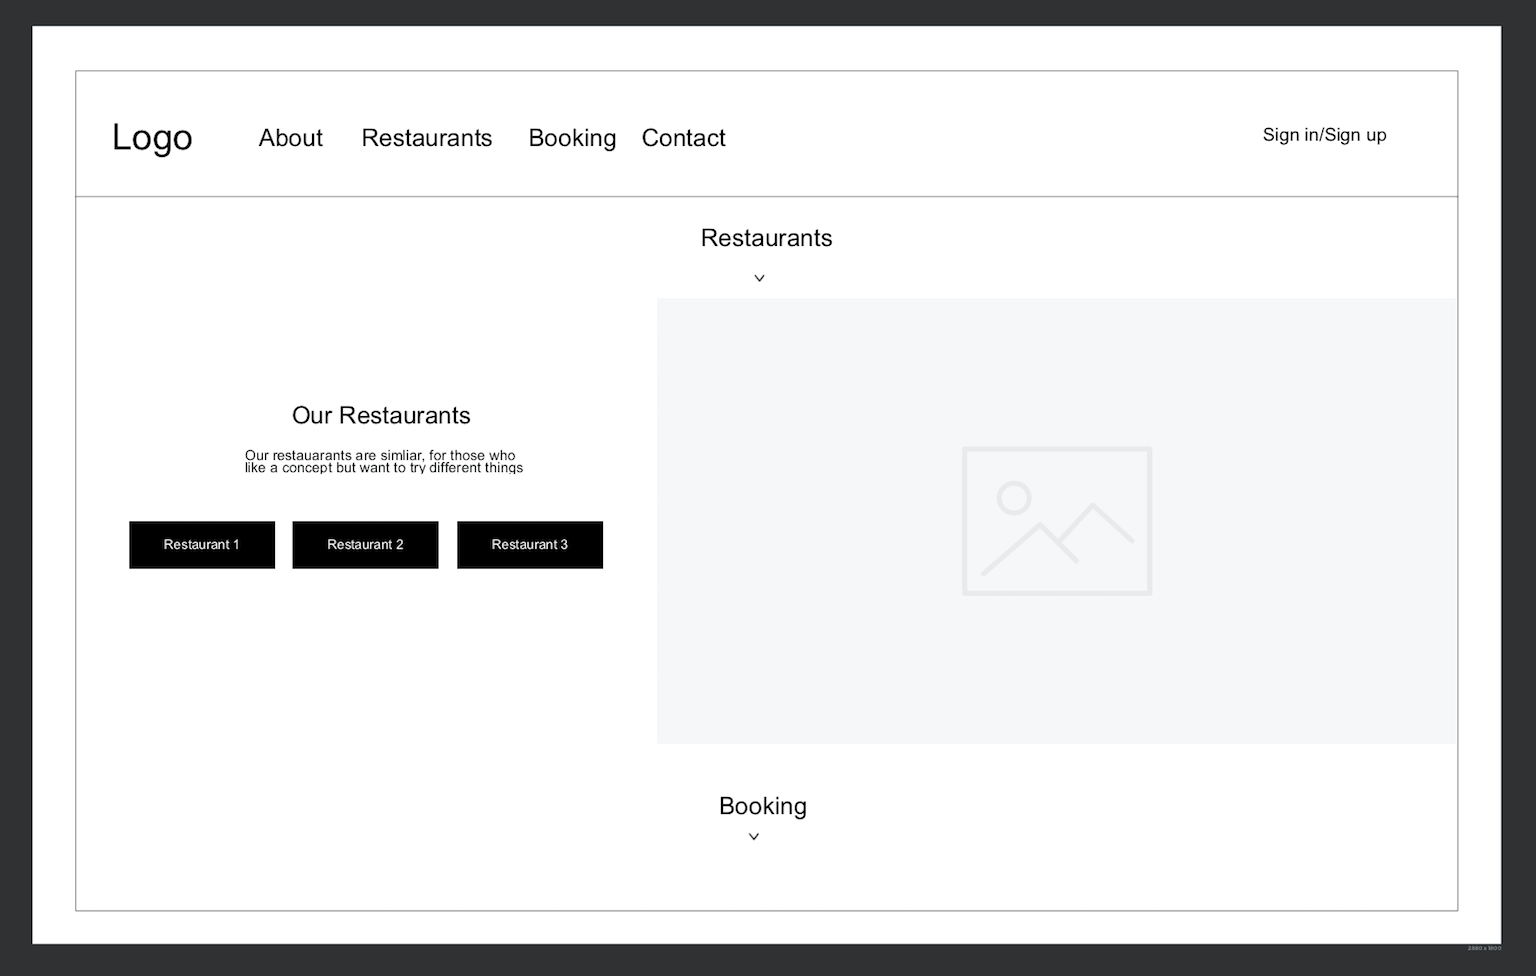 Logo
About
Restaurants
Booking
Contact
Sign in/Sign up
Restaurants
Our Restaurants
Our restauarants are simliar, for those who
like a concept but want to try different things
Restaurant 1
Restaurant 2
Restaurant 3
Booking
2880 x 1800